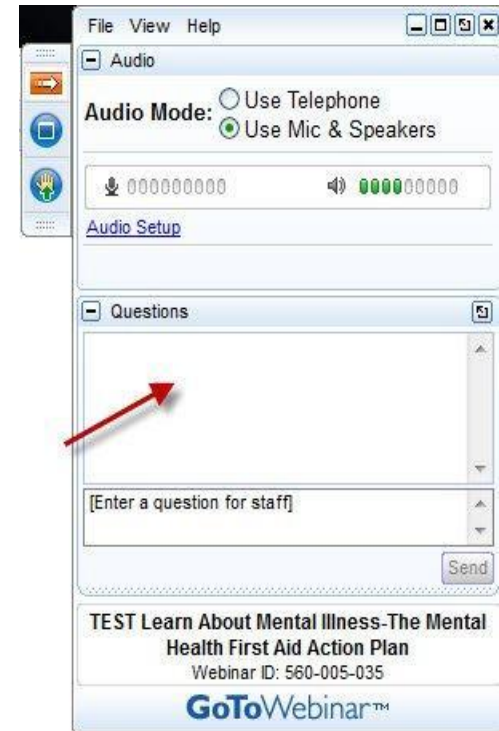 File View Help
Audio
Audio Mode: Use Telephone
Use Mic & Speakers
Audio Setup
Questions
[Enter a question for staff]
Send
TEST Learn About Mental Illness-The Mental
Health First Aid Action Plan
Webinar ID: 560-005-035
GoToWebinar™